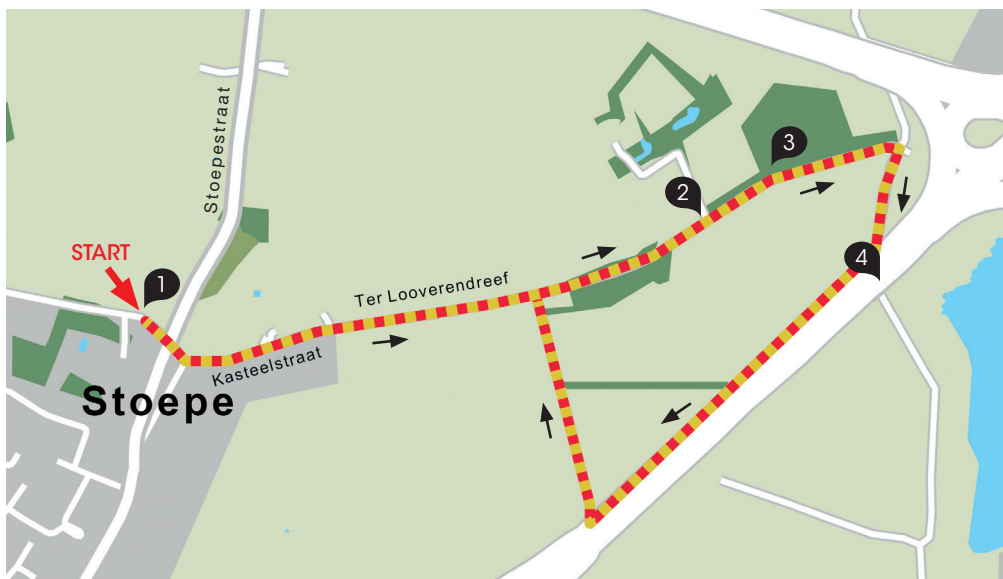 Stoepestraat
START
1
Stoepe
Kasteelstraat
Ter Looverendreef
2
3
4